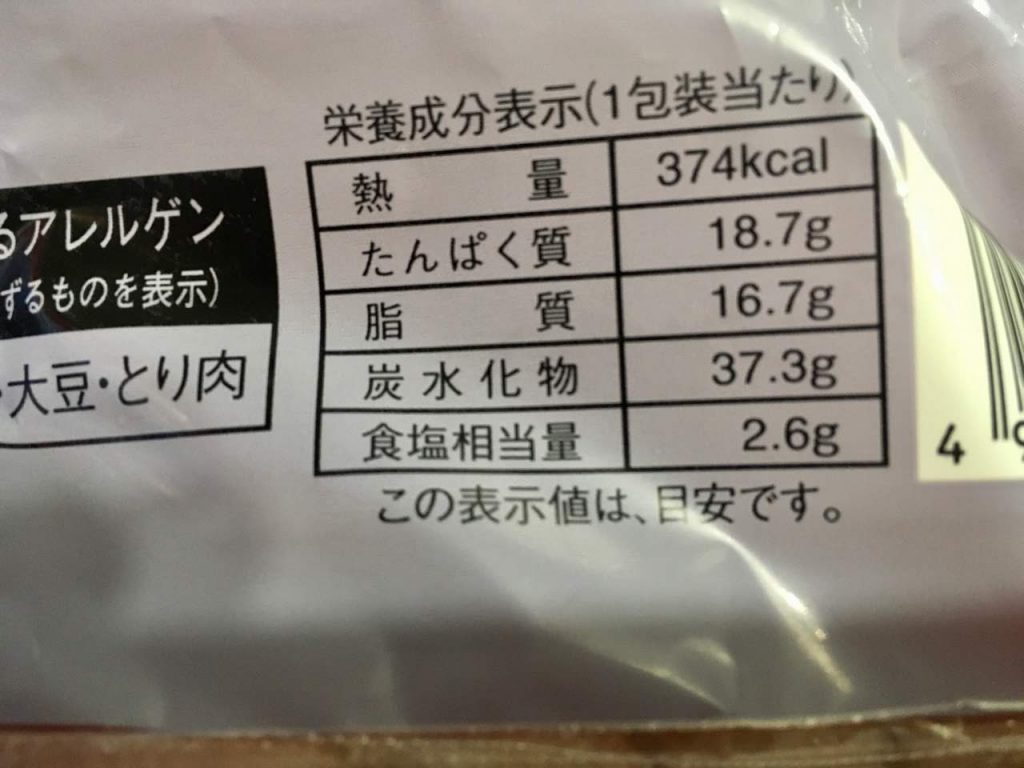 るアレルゲン
ずるものを表示)
・大豆・とり肉
栄養成分表示(1包装当たり)
熱量 374kcal
たんぱく質 18.7g
脂質 16.7g
炭水化物 37.3g
食塩相当量 2.6g
この表示値は、目安です。
4